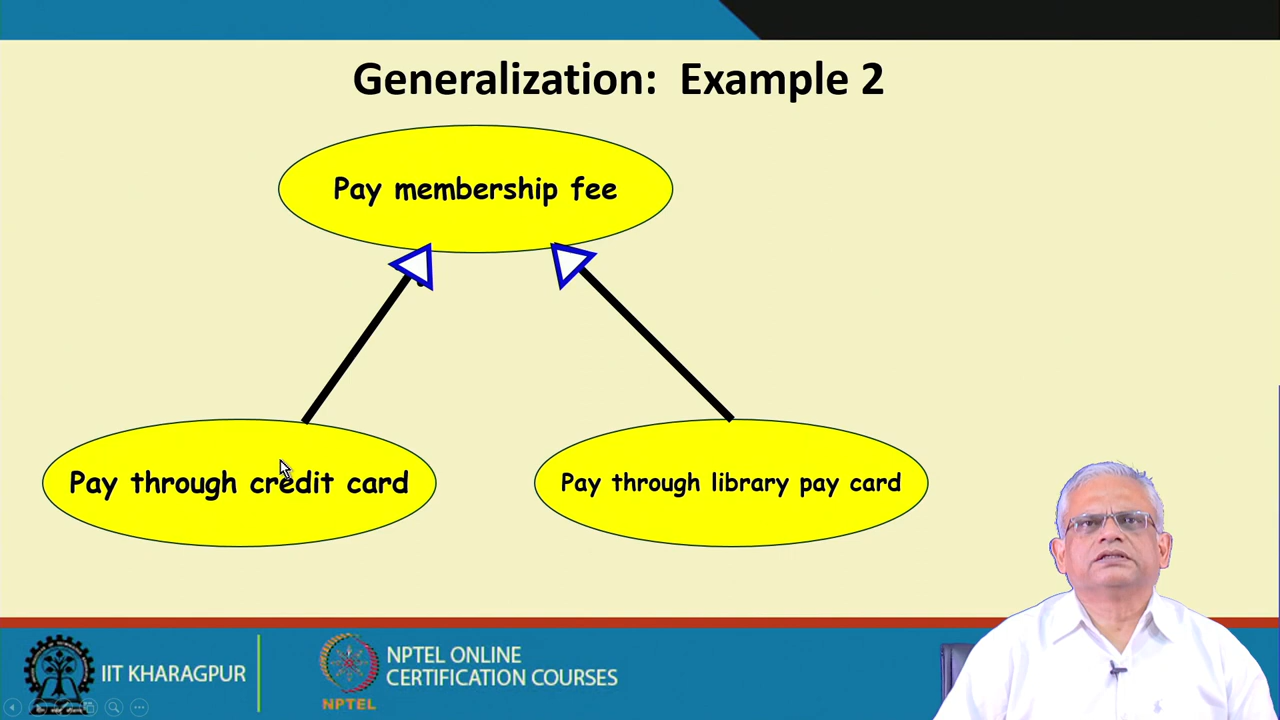 Generalization: Example 2
Pay membership fee
Pay through credit card
Pay through library pay card
IIT KHARAGPUR
NPTEL ONLINE
CERTIFICATION COURSES
NPTEL